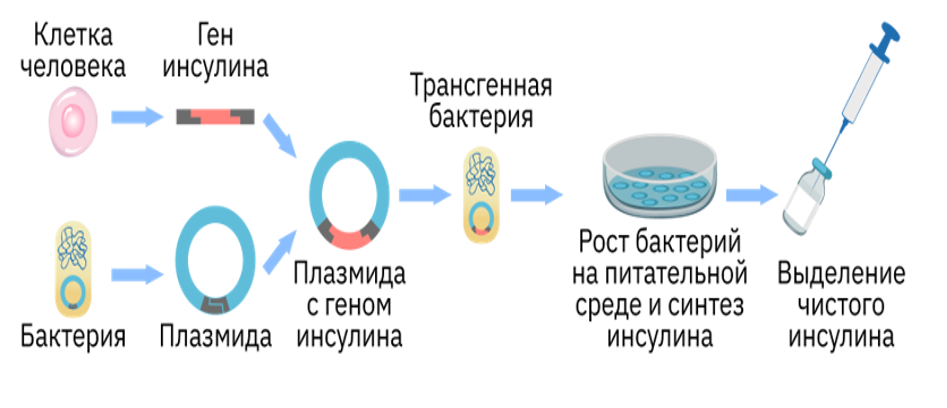 Клетка
человека
Ген
инсулина
Трансгенная
бактерия
Бактерия
Плазмида
Плазмида
с геном
инсулина
Рост бактерий
на питательной
среде и синтез
инсулина
Выделение
чистого
инсулина